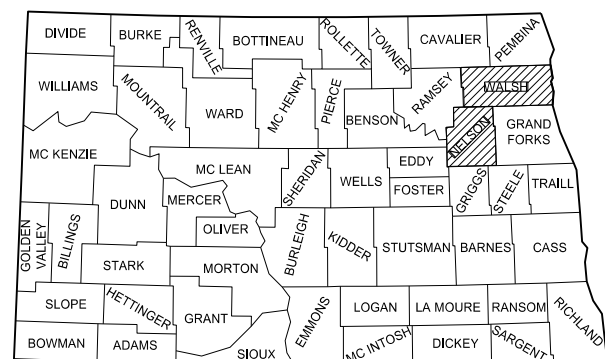 DIVIDE BURKE RENVILLE BOTTINEAU ROLLETTE TOWNER CAVALIER PEMBINA
WILLIAMS MOUNTRAIL WARD MC HENRY PIERCE BENSON RAMSEY WALSH
NELSON GRAND FORKS
MC KENZIE MC LEAN SHERIDAN WELLS EDDY
FOSTER GRIGGS STEELE TRAILL
DUNN MERCER
OLIVER
GOLDEN VALLEY BILLINGS STARK MORTON BURLEIGH KIDDER STUTSMAN BARNES CASS
SLOPE HETTINGER GRANT EMMONS LOGAN LA MOURE RANSOM RICHLAND
BOWMAN ADAMS SIOUX MC INTOSH DICKEY SARGENT